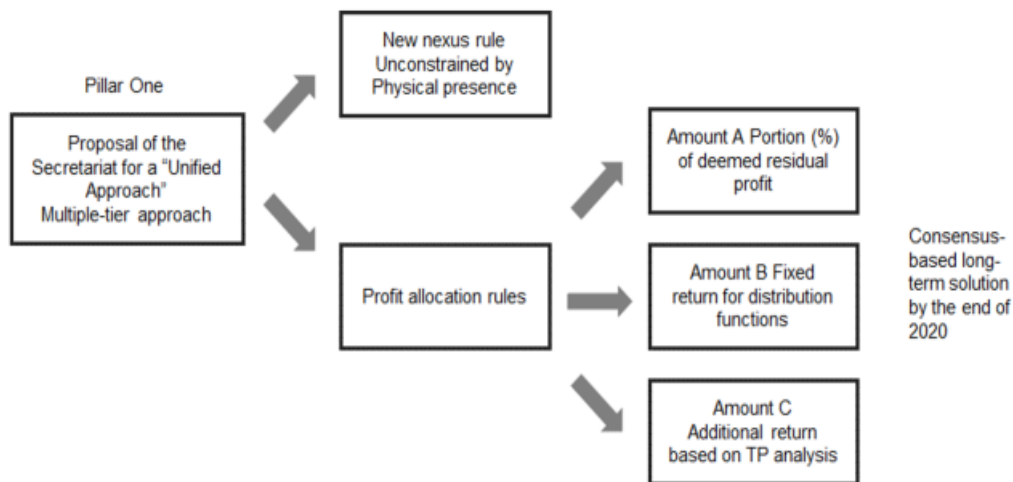 Pillar One
Proposal of the
Secretariat for a “Unified
Approach”
Multiple-tier approach
New nexus rule
Unconstrained by
Physical presence
Profit allocation rules
Amount A Portion (%)
of deemed residual
profit
Amount B Fixed
return for distribution
functions
Amount C
Additional return
based on TP analysis
Consensus-
based long-
term solution
by the end of
2020